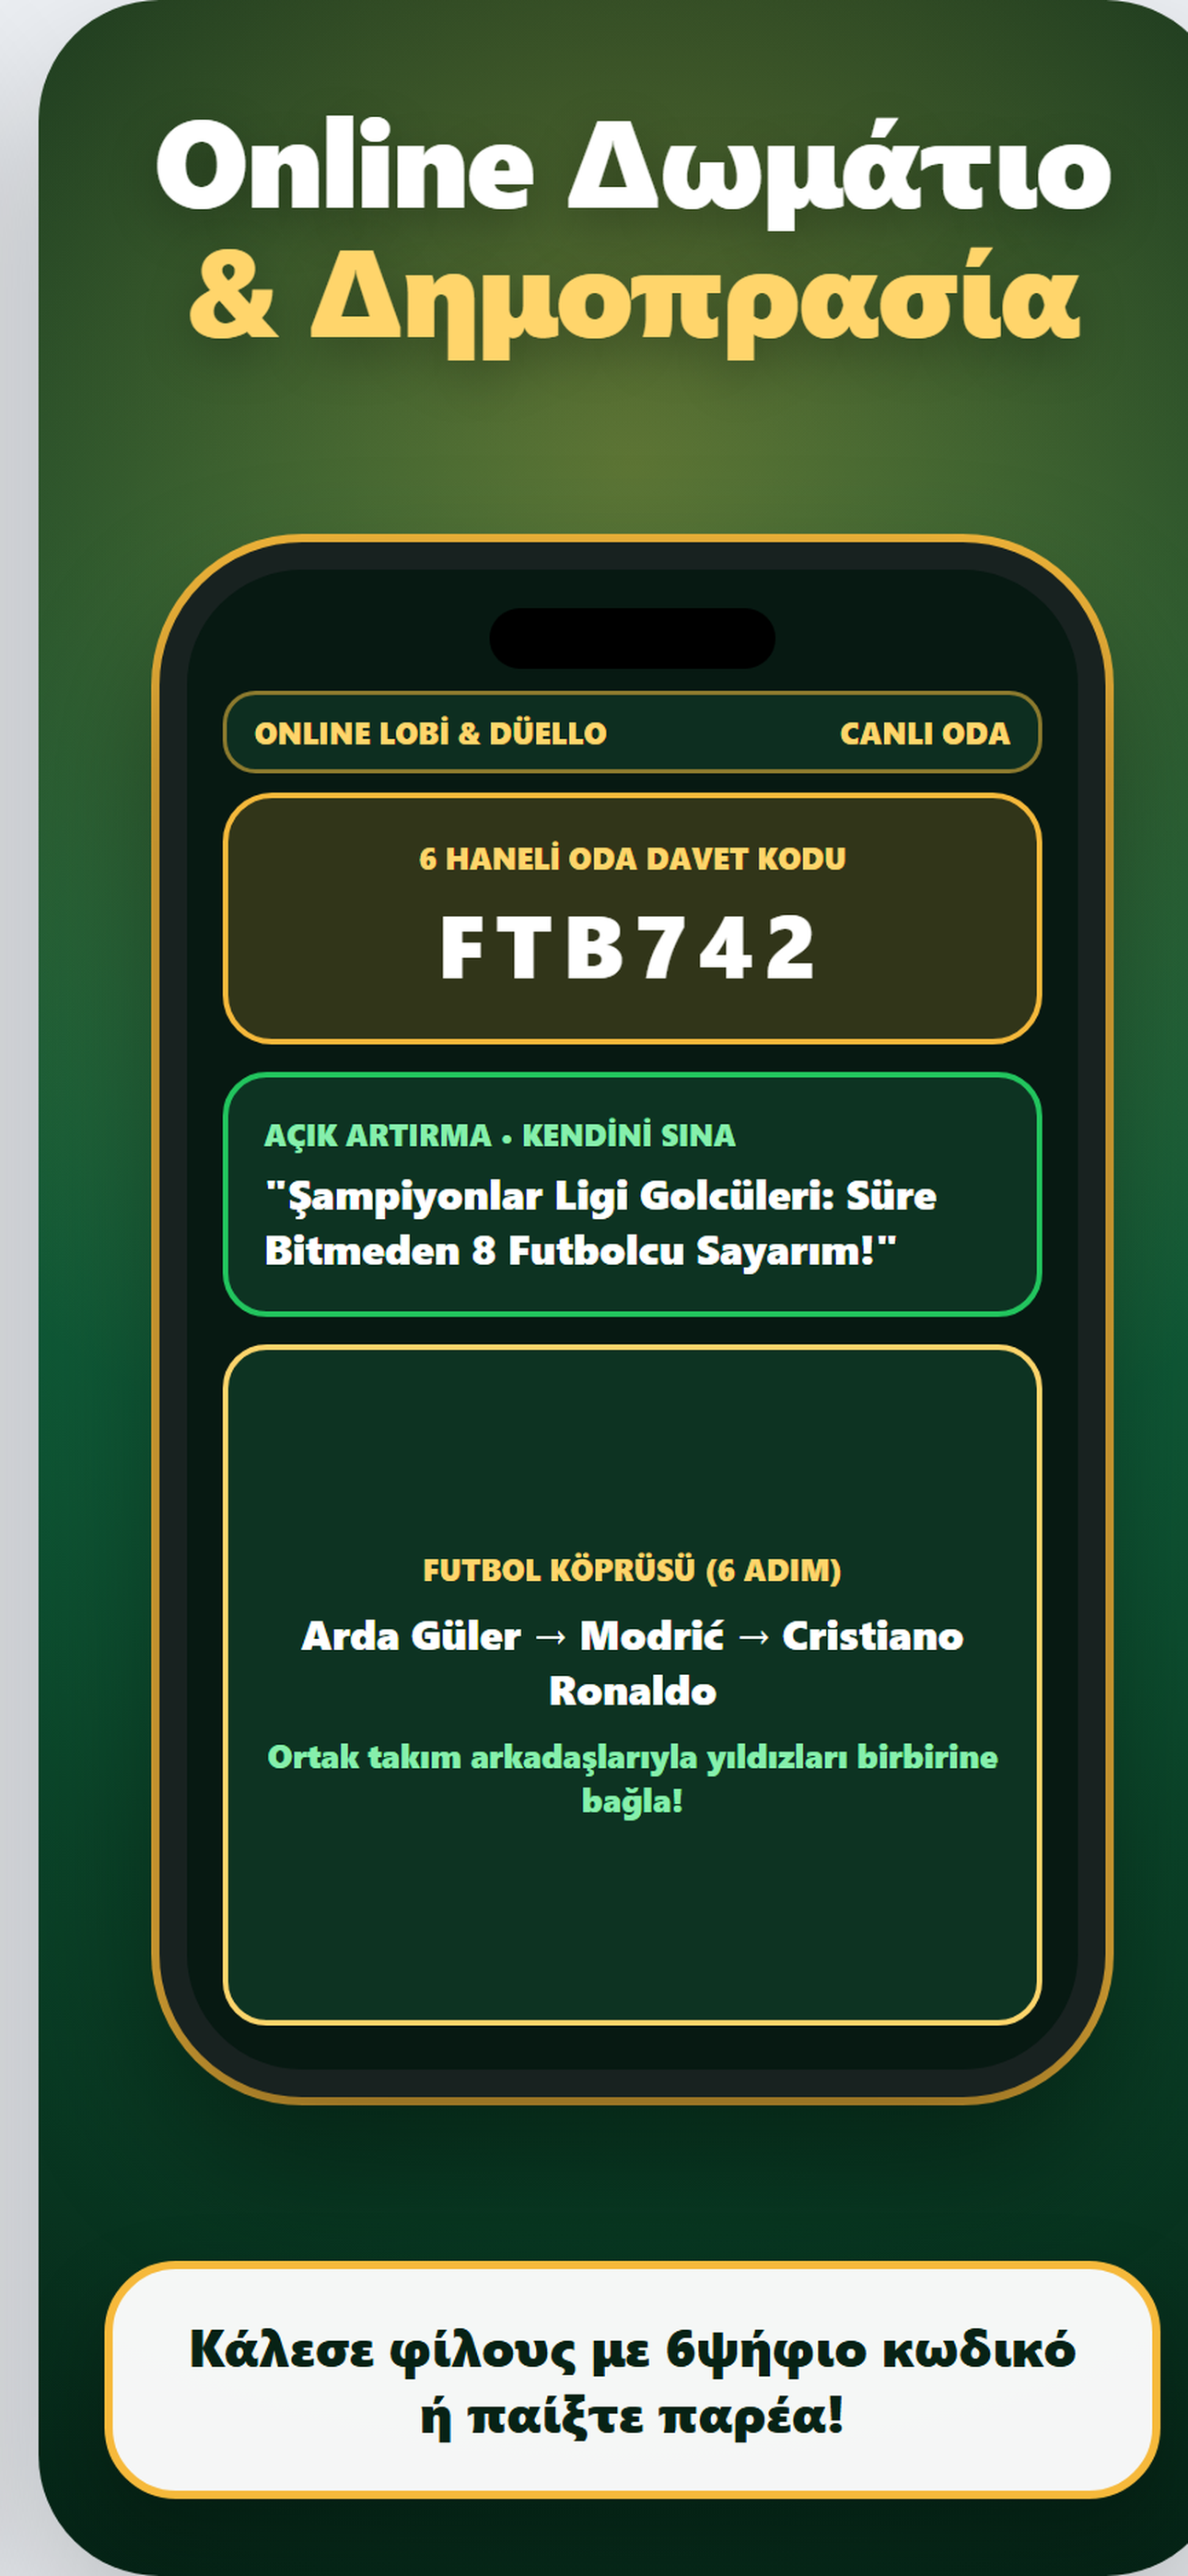 Online Δωμάτιο
& Δημοπρασία
ONLINE LOBİ & DÜELLO
CANLI ODA
6 HANELİ ODA DAVET KODU
FTB742
AÇIK ARTIRMA • KENDİNİ SINA
"Şampiyonlar Ligi Golcüleri: Süre
Bitmeden 8 Futbolcu Sayarım!"
FUTBOL KÖPRÜSÜ (6 ADIM)
Arda Güler → Modrić → Cristiano
Ronaldo
Ortak takım arkadaşlarıyla yıldızları birbirine
bağla!
Κάλεσε φίλους με 6ψήφιο κωδικό
ή παίξτε παρέα!